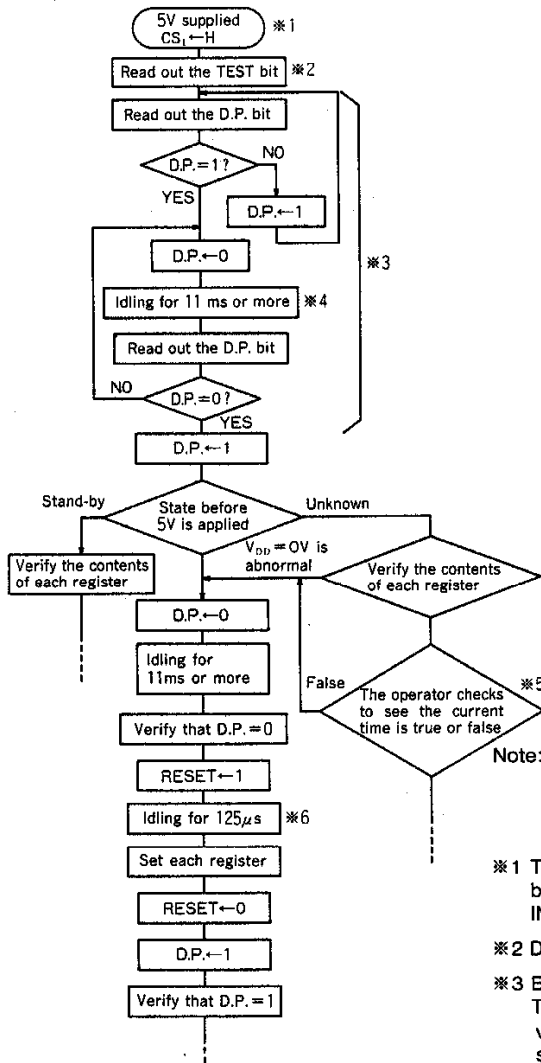 5V supplied
CS₁←H
※1
Read out the TEST bit ※2
Read out the D.P. bit
D.P.=1?
NO
YES
D.P.←1
※3
D.P.←0
Idling for 11 ms or more ※4
Read out the D.P. bit
NO
D.P.=0?
YES
D.P.←1
Stand-by
State before
5V is applied
Unknown
Verify the contents
of each register
V_DD=0V is
abnormal
Verify the contents
of each register
D.P.←0
Idling for
11ms or more
False
The operator checks
to see the current
time is true or false
※5
Verify that D.P.=0
RESET←1
Note:
Idling for 125μs ※6
Set each register
RESET←0
D.P.←1
Verify that D.P.=1
※1 T
b
IN
※2 D
※3 E
T
v
s